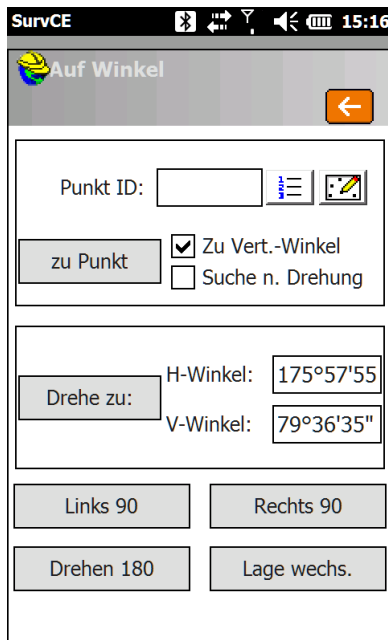 SurvCE 15:16
Auf Winkel
Punkt ID:
zu Punkt
Zu Vert.-Winkel
Suche n. Drehung
Drehe zu:
H-Winkel: 175°57'55
V-Winkel: 79°36'35"
Links 90 Rechts 90
Drehen 180 Lage wechs.